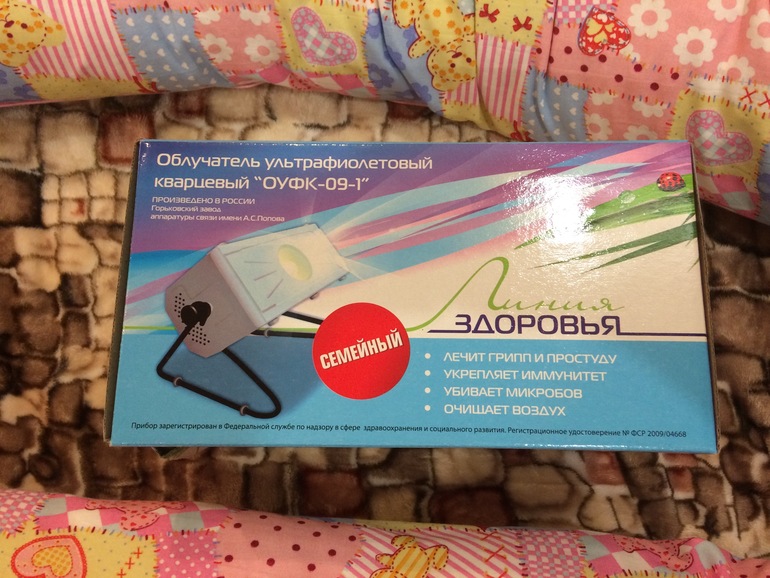 Облучатель ультрафиолетовый
кварцевый "ОУФК-09-1"
ПРОИЗВЕДЕНО В РОССИИ
Горьковский завод
аппаратуры связи имени А.С.Попова
Линия
ЗДОРОВЬЯ
СЕМЕЙНЫЙ
• ЛЕЧИТ ГРИПП И ПРОСТУДУ
• УКРЕПЛЯЕТ ИММУНИТЕТ
• УБИВАЕТ МИКРОБОВ
• ОЧИЩАЕТ ВОЗДУХ
Прибор зарегистрирован в Федеральной службе по надзору в сфере здравоохранения и социального развития. Регистрационное удостоверение № ФСР 2009/04668